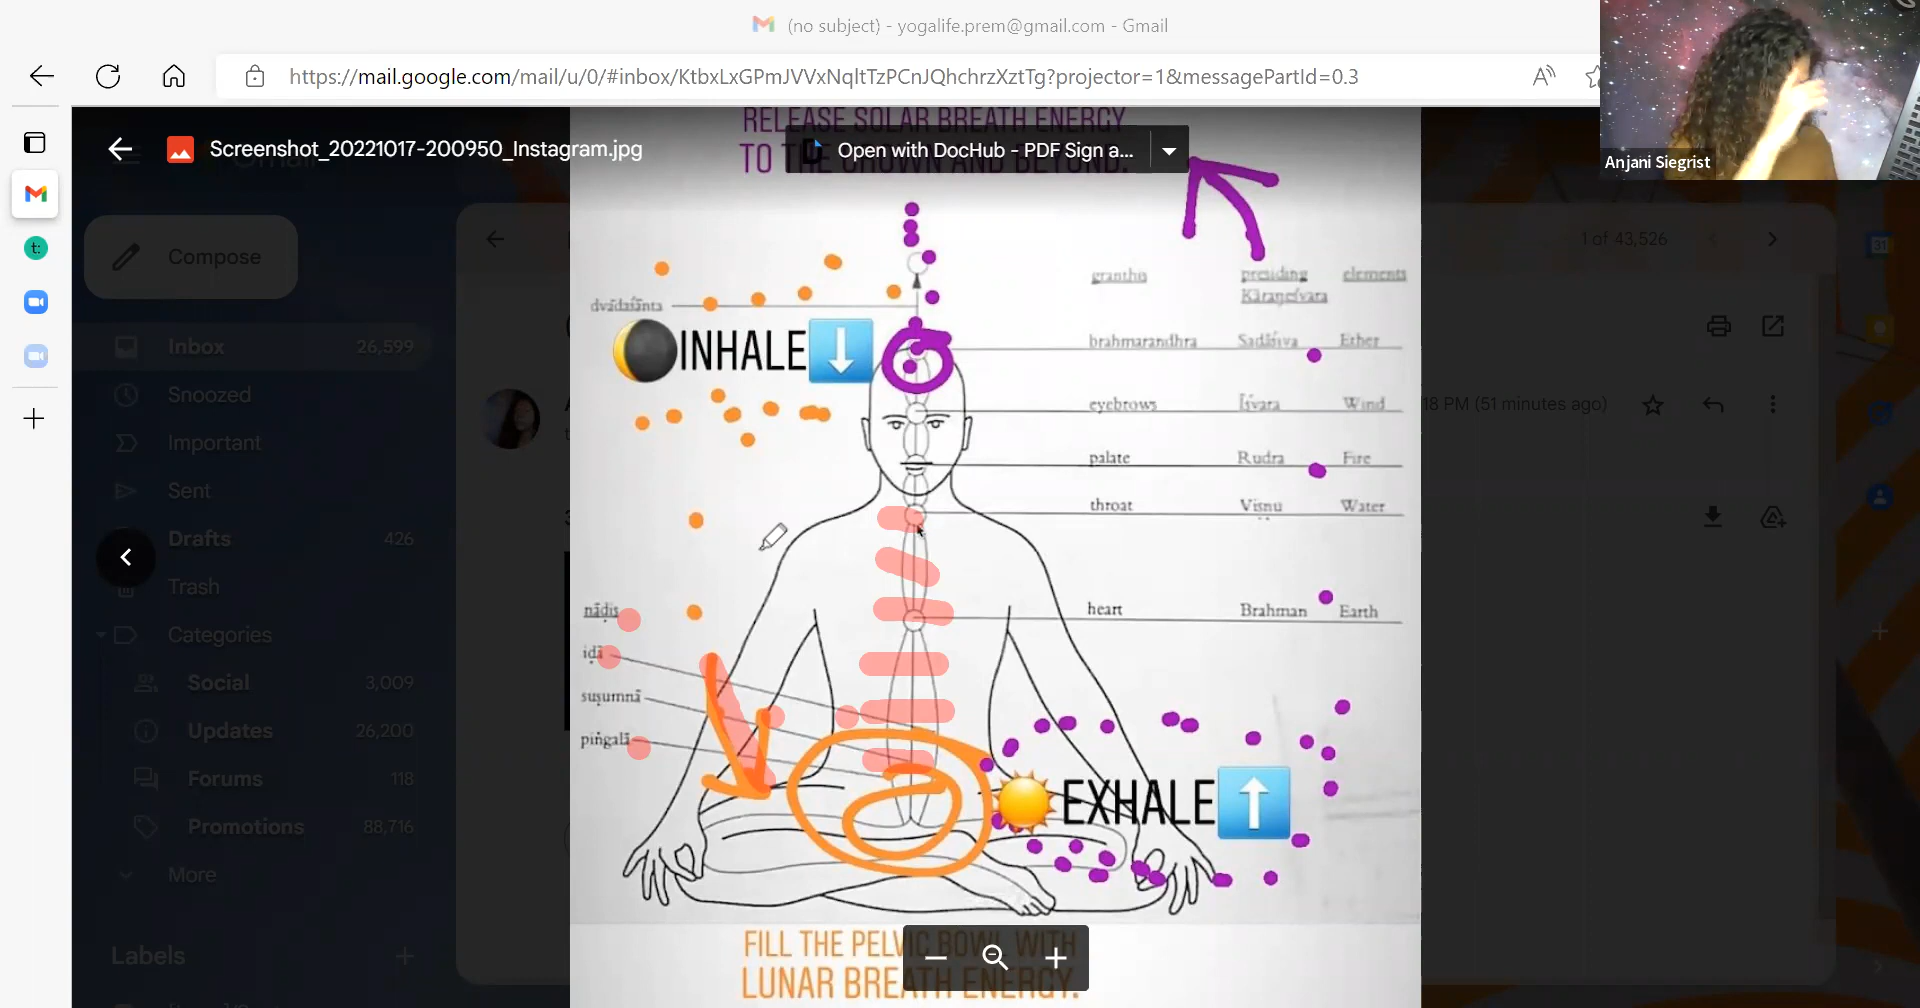 (no subject) - yogalife.prem@gmail.com - Gmail
https://mail.google.com/mail/u/0/#inbox/KtbxLxGPmJVVxNqltTzPCnJQhchrzXztTg?projector=1&messagePartId=0.3
Anjani Siegrist
Screenshot_20221017-200950_Instagram.jpg
Open with DocHub - PDF Sign a...
RELEASE SOLAR BREATH ENERGY
TO THE CROWN AND BEYOND.
Compose
1 of 43,526
Inbox 26,599
Snoozed
Important
Sent
Drafts 426
Trash
Categories
Social 3,009
Updates 26,200
Forums 118
Promotions 88,716
More
Labels
18 PM (51 minutes ago)
31
t:
granthis presiding Kāraṇeśvara elements
dvādaśānta
INHALE
brahmarandhra Sadāśiva Ether
eyebrows Īśvara Wind
palate Rudra Fire
throat Viṣṇu Water
heart Brahman Earth
nāḍis
iḍā
suṣumnā
piṅgalā
EXHALE
FILL THE PELVIC BOWL WITH
LUNAR BREATH ENERGY.